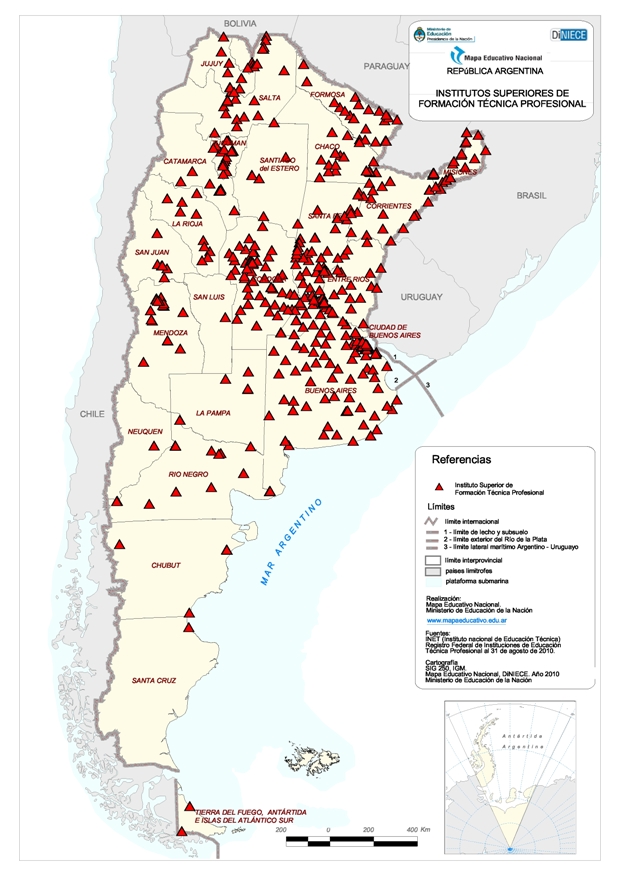 Ministerio de
Educación
Presidencia de la Nación
DiNIECE
Mapa Educativo Nacional
REPúBLICA ARGENTINA
INSTITUTOS SUPERIORES DE
FORMACIÓN TÉCNICA PROFESIONAL
BOLIVIA
PARAGUAY
BRASIL
URUGUAY
CHILE
JUJUY
SALTA
FORMOSA
CHACO
CATAMARCA
SANTIAGO
del ESTERO
MISIONES
CORRIENTES
LA RIOJA
SAN JUAN
SAN LUIS
ENTRE RIOS
MENDOZA
CIUDAD DE
BUENOS AIRES
BUENOS AIRES
LA PAMPA
NEUQUEN
RIO NEGRO
CHUBUT
SANTA CRUZ
TIERRA DEL FUEGO, ANTÁRTIDA
E ISLAS DEL ATLÁNTICO SUR
MAR ARGENTINO
1
2
3
Referencias
Instituto Superior de
Formación Técnica Profesional
Límites
límite internacional
1 - límite de lecho y subsuelo
2 - límite exterior del Río de la Plata
3 - límite lateral marítimo Argentino - Uruguayo
límite interprovincial
países limítrofes
plataforma submarina
Realización:
Mapa Educativo Nacional.
Ministerio de Educación de la Nación
www.mapaeducativo.edu.ar
Fuentes:
INET (Instituto nacional de Educación Técnica)
Registro Federal de Instituciones de Educación
Técnica Profesional al 31 de agosto de 2010.
Cartografía
SIG 250, IGM.
Mapa Educativo Nacional, DiNIECE. Año 2010
Ministerio de Educación de la Nación
Antártida
Argentina
200 0 200 400 Km